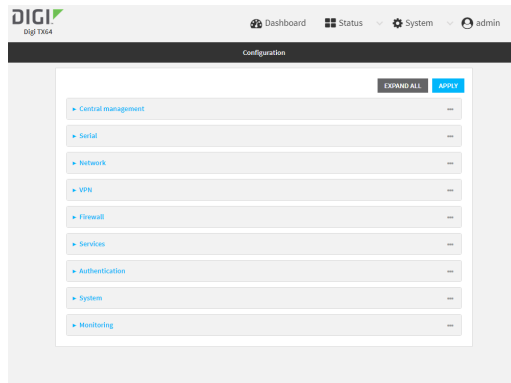 DIGI
Digi TX64
Dashboard
Status
System
admin
Configuration
EXPAND ALL
APPLY
Central management
Serial
Network
VPN
Firewall
Services
Authentication
System
Monitoring